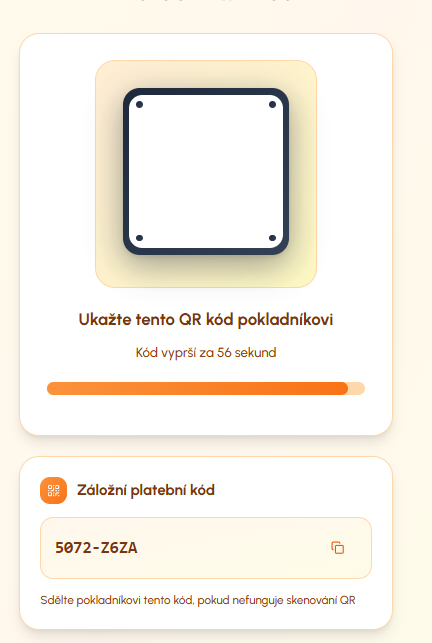 Ukažte tento QR kód pokladníkovi
Kód vyprší za 56 sekund
Záložní platební kód
5072-Z6ZA
Sdělte pokladníkovi tento kód, pokud nefunguje skenování QR